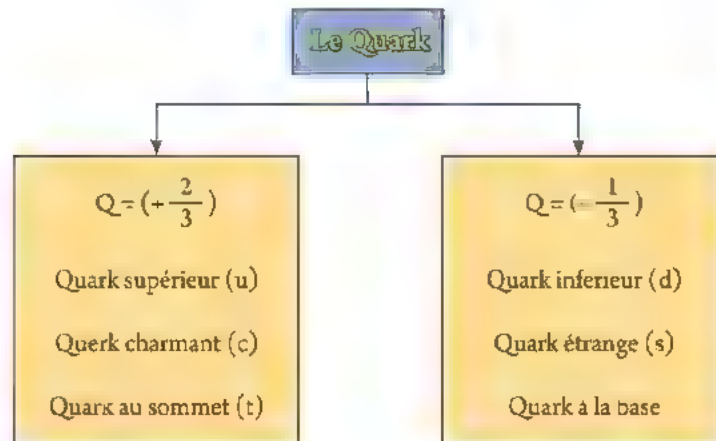 Le Quark
Q = (+ 2/3 )
Quark supérieur (u)
Querk charmant (c)
Quark au sommet (t)
Q = (- 1/3 )
Quark inferieur (d)
Quark étrange (s)
Quark à la base